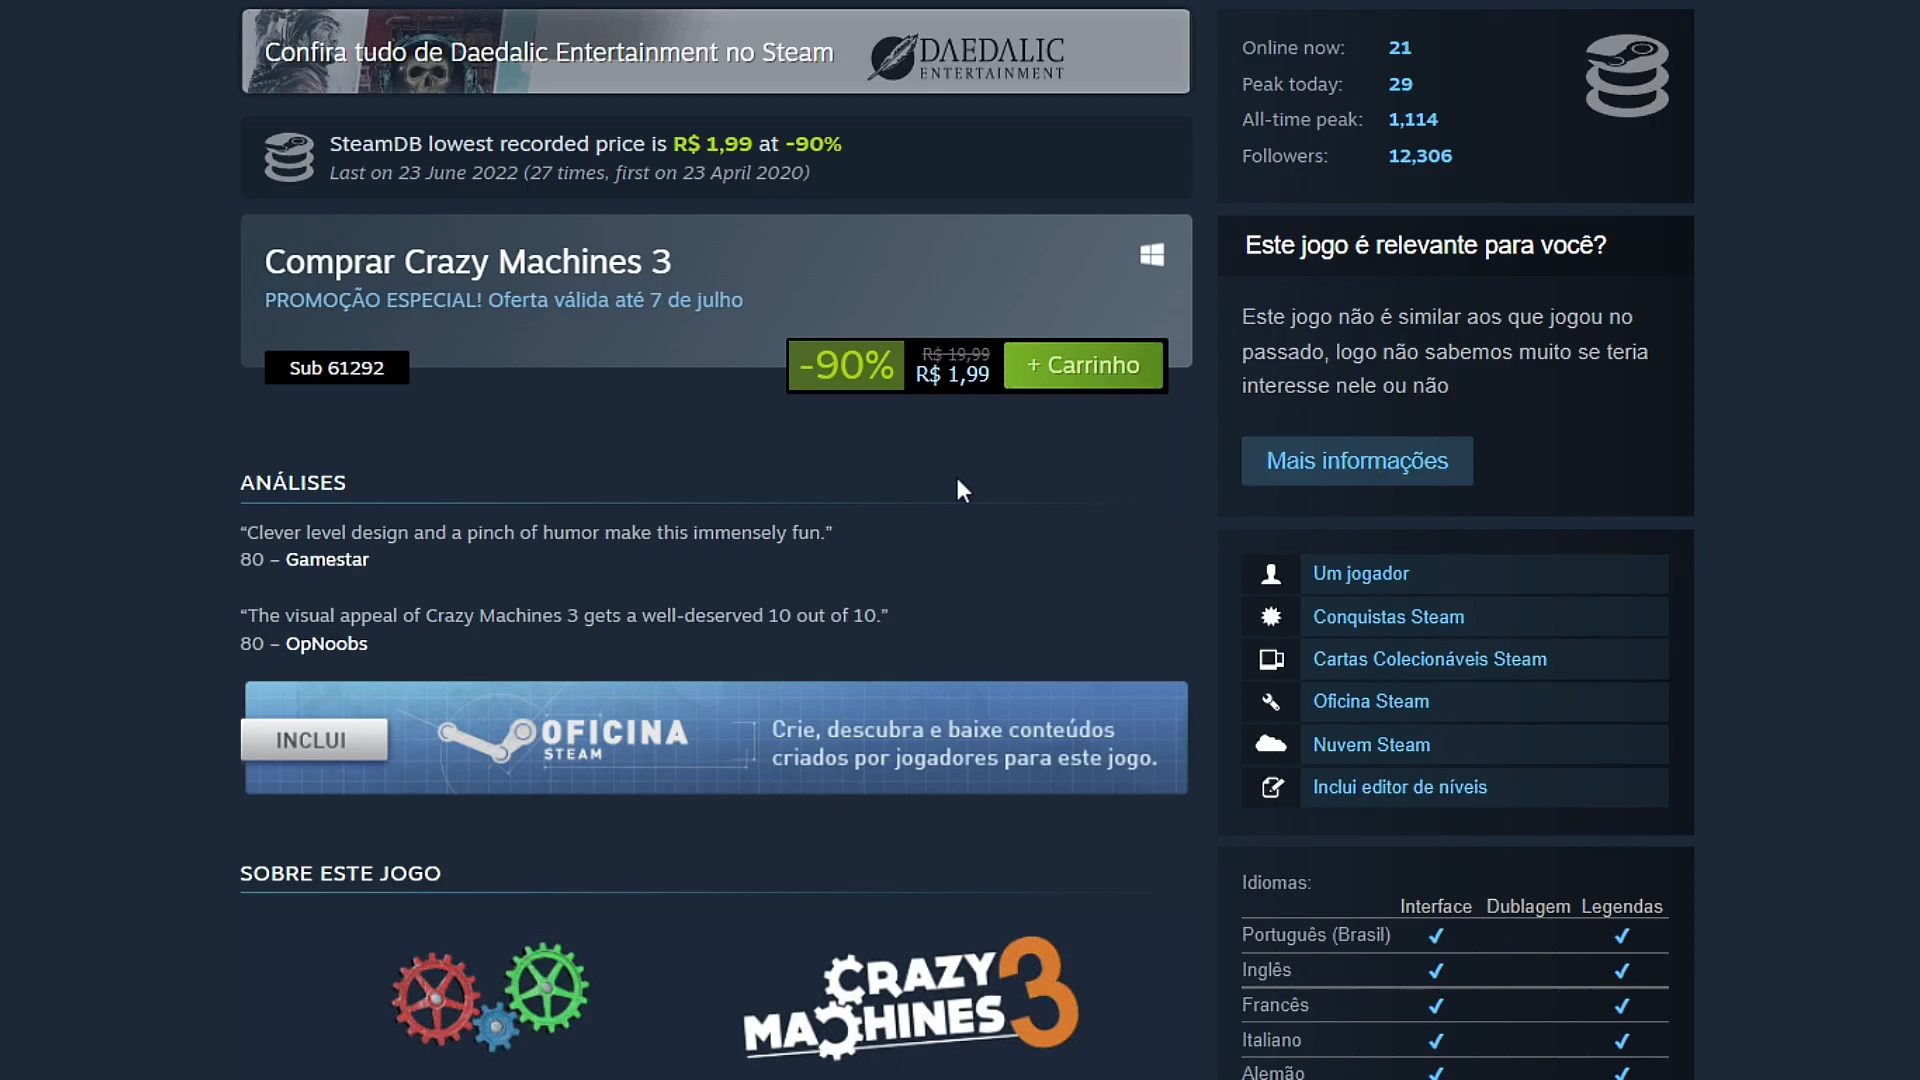 Confira tudo de Daedalic Entertainment no Steam
DAEDALIC
ENTERTAINMENT
SteamDB lowest recorded price is R$ 1,99 at -90%
Last on 23 June 2022 (27 times, first on 23 April 2020)
Comprar Crazy Machines 3
PROMOÇÃO ESPECIAL! Oferta válida até 7 de julho
Sub 61292
-90%
R$ 19,99
R$ 1,99
+ Carrinho
ANÁLISES
“Clever level design and a pinch of humor make this immensely fun.”
80 – Gamestar
“The visual appeal of Crazy Machines 3 gets a well-deserved 10 out of 10.”
80 – OpNoobs
INCLUI
OFICINA
STEAM
Crie, descubra e baixe conteúdos
criados por jogadores para este jogo.
SOBRE ESTE JOGO
CRAZY
MACHINES 3
Online now: 21
Peak today: 29
All-time peak: 1,114
Followers: 12,306
Este jogo é relevante para você?
Este jogo não é similar aos que jogou no
passado, logo não sabemos muito se teria
interesse nele ou não
Mais informações
Um jogador
Conquistas Steam
Cartas Colecionáveis Steam
Oficina Steam
Nuvem Steam
Inclui editor de níveis
Idiomas:
Interface Dublagem Legendas
Português (Brasil) ✔ ✔
Inglês ✔ ✔
Francês ✔ ✔
Italiano ✔ ✔
Alemão ✔ ✔